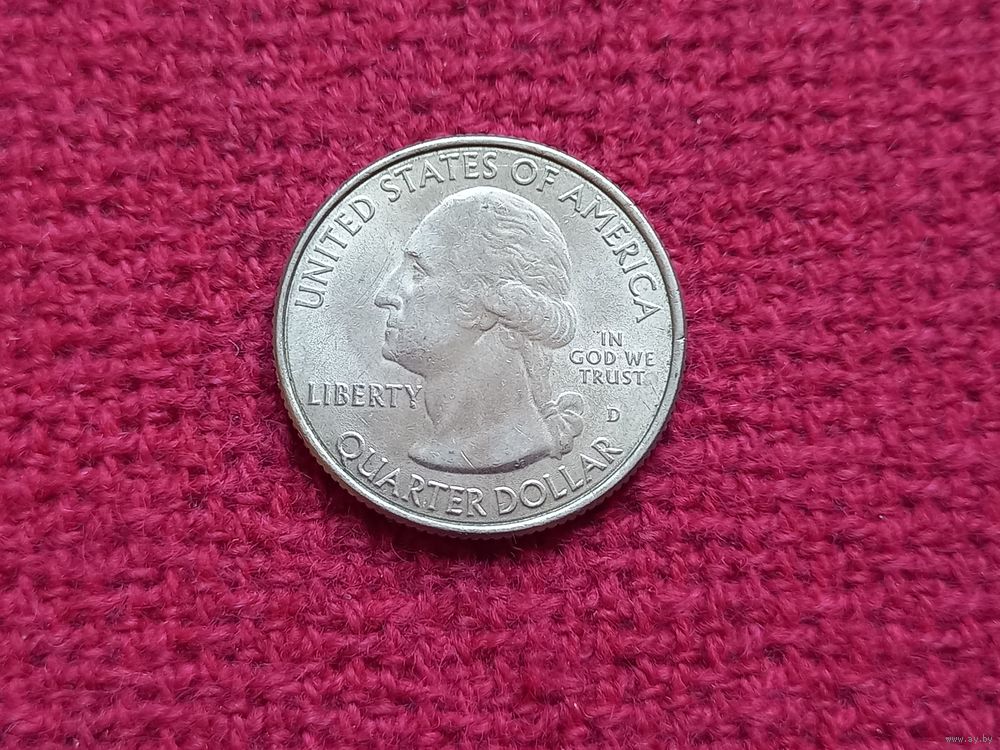 UNITED STATES OF AMERICA
IN
GOD WE
TRUST
LIBERTY
D
QUARTER DOLLAR
www.ay.by